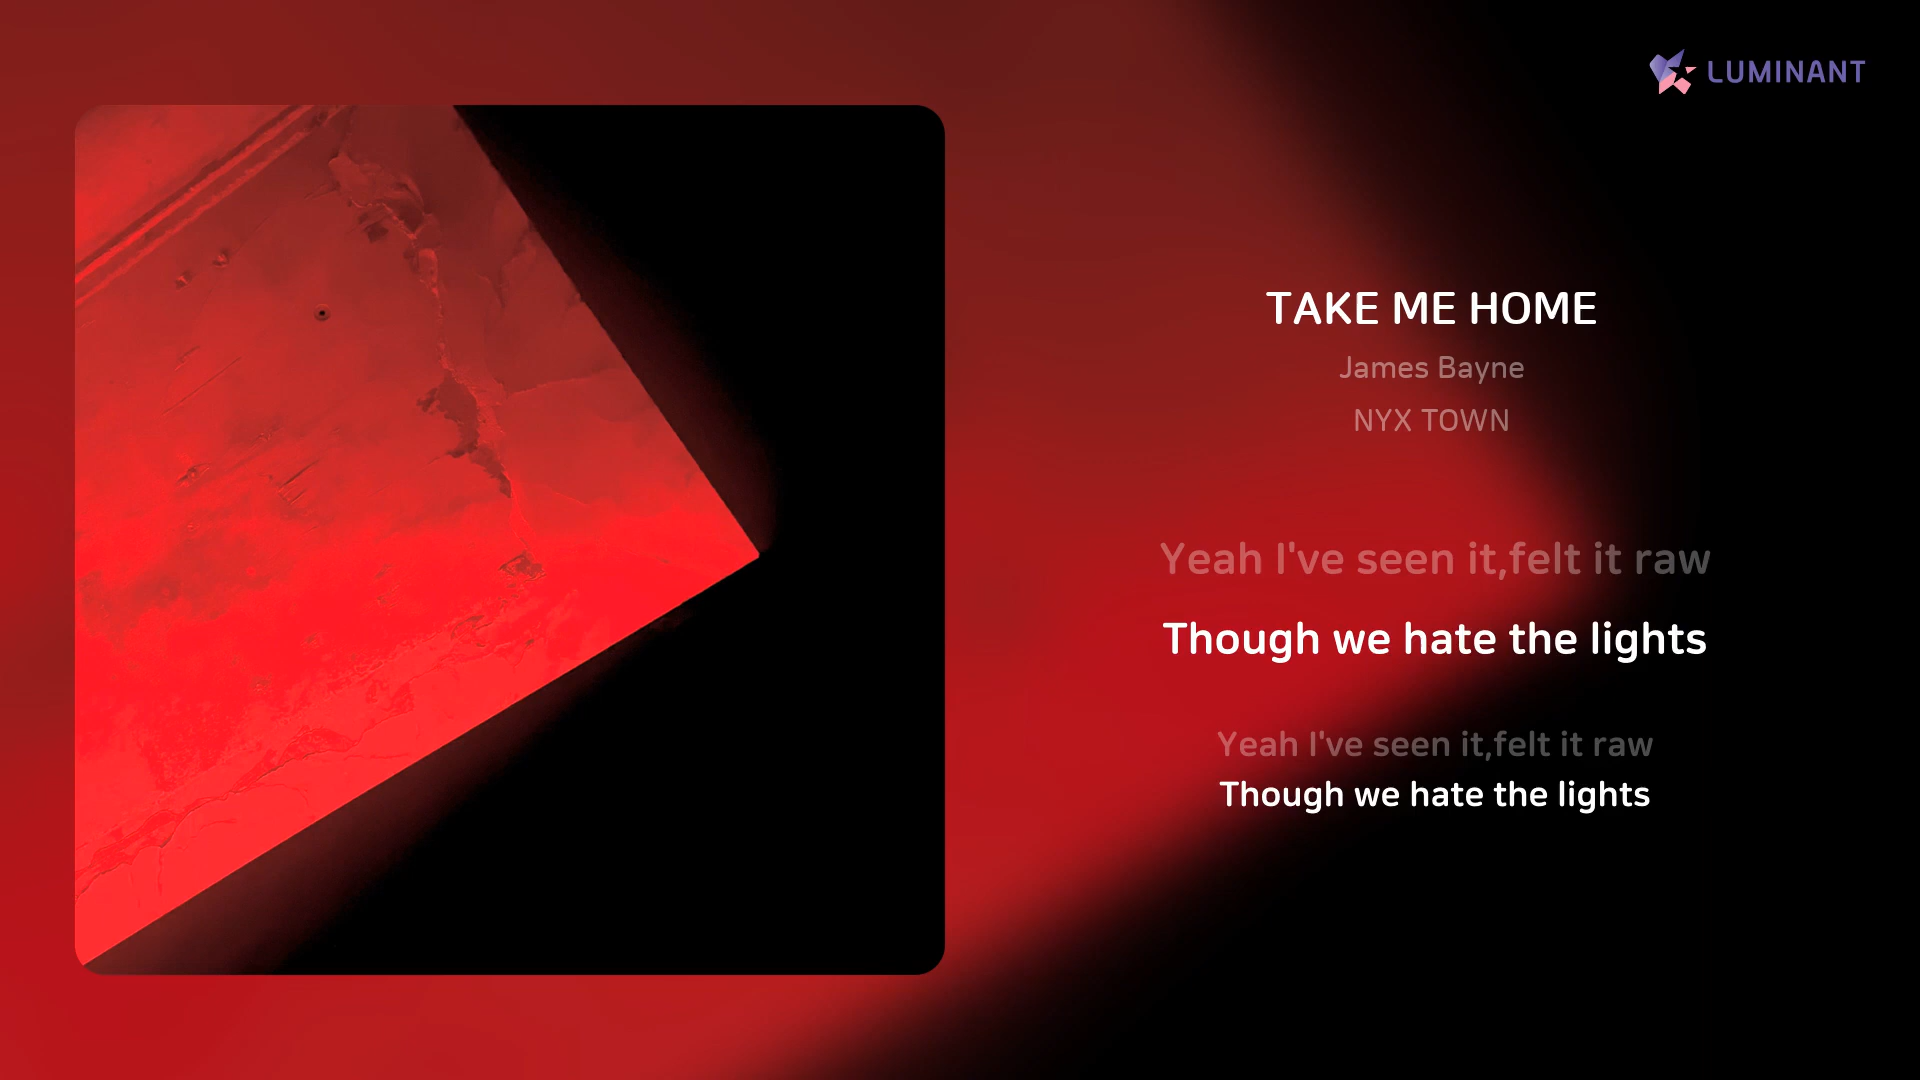 LUMINANT
TAKE ME HOME
James Bayne
NYX TOWN
Yeah I've seen it,felt it raw
Though we hate the lights
Yeah I've seen it,felt it raw
Though we hate the lights